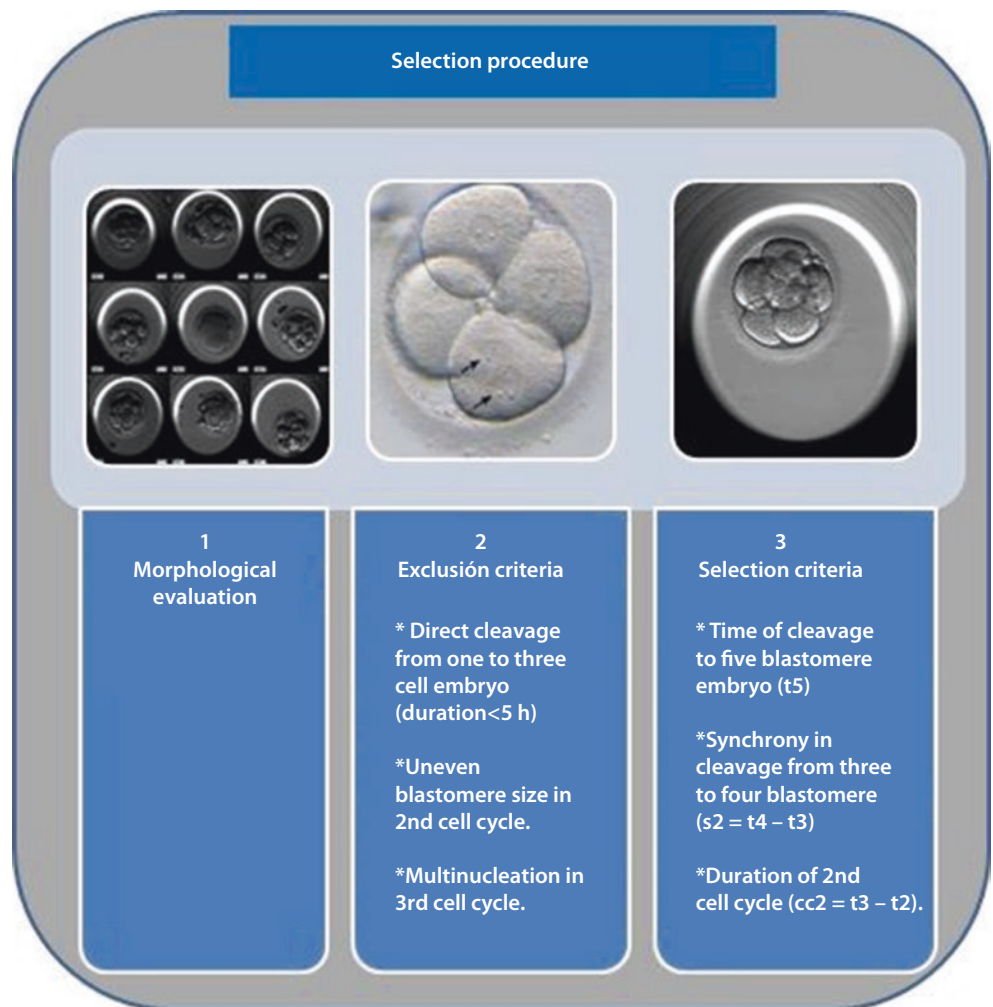 Selection procedure
1
Morphological
evaluation
2
Exclusión criteria
* Direct cleavage
from one to three
cell embryo
(duration<5 h)
*Uneven
blastomere size in
2nd cell cycle.
*Multinucleation in
3rd cell cycle.
3
Selection criteria
* Time of cleavage
to five blastomere
embryo (t5)
*Synchrony in
cleavage from three
to four blastomere
(s2 = t4 – t3)
*Duration of 2nd
cell cycle (cc2 = t3 – t2).